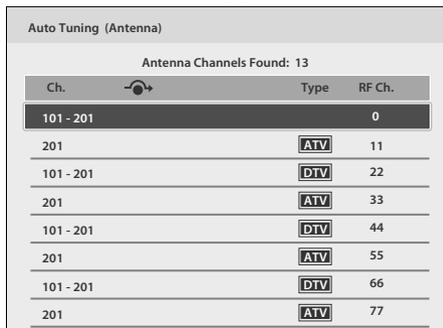 Auto Tuning (Antenna)
Antenna Channels Found: 13
Ch. Type RF Ch.
101 - 201 0
201 ATV 11
101 - 201 DTV 22
201 ATV 33
101 - 201 DTV 44
201 ATV 55
101 - 201 DTV 66
201 ATV 77